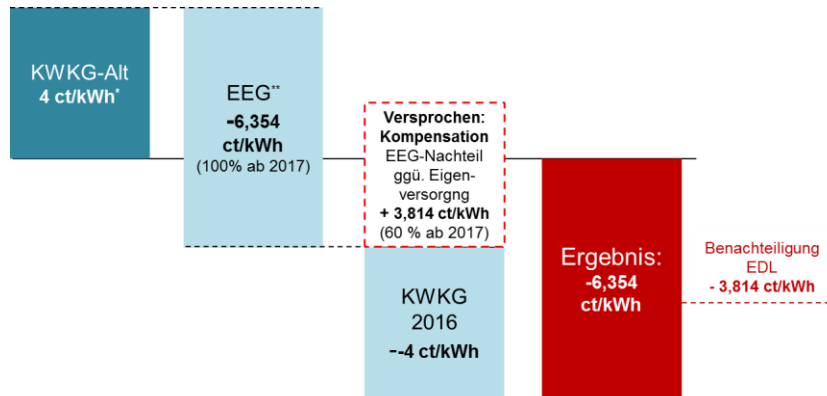 KWKG-Alt
4 ct/kWh*
EEG**
-6,354
ct/kWh
(100% ab 2017)
Versprochen:
Kompensation
EEG-Nachteil
ggü. Eigen-
versorgng
+ 3,814 ct/kWh
(60 % ab 2017)
KWKG
2016
--4 ct/kWh
Ergebnis:
-6,354
ct/kWh
Benachteiligung
EDL
- 3,814 ct/kWh